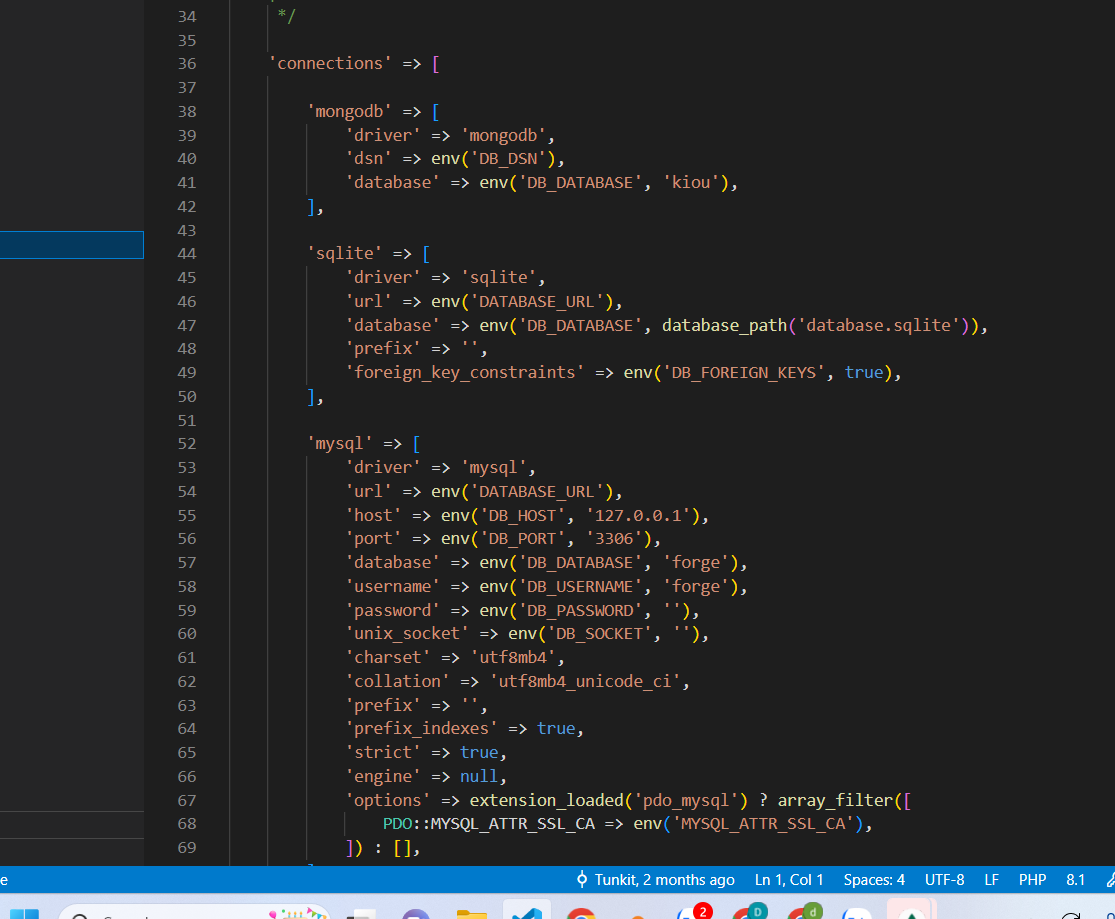 34 */
35
36 'connections' => [
37
38 'mongodb' => [
39 'driver' => 'mongodb',
40 'dsn' => env('DB_DSN'),
41 'database' => env('DB_DATABASE', 'kiou'),
42 ],
43
44 'sqlite' => [
45 'driver' => 'sqlite',
46 'url' => env('DATABASE_URL'),
47 'database' => env('DB_DATABASE', database_path('database.sqlite')),
48 'prefix' => '',
49 'foreign_key_constraints' => env('DB_FOREIGN_KEYS', true),
50 ],
51
52 'mysql' => [
53 'driver' => 'mysql',
54 'url' => env('DATABASE_URL'),
55 'host' => env('DB_HOST', '127.0.0.1'),
56 'port' => env('DB_PORT', '3306'),
57 'database' => env('DB_DATABASE', 'forge'),
58 'username' => env('DB_USERNAME', 'forge'),
59 'password' => env('DB_PASSWORD', ''),
60 'unix_socket' => env('DB_SOCKET', ''),
61 'charset' => 'utf8mb4',
62 'collation' => 'utf8mb4_unicode_ci',
63 'prefix' => '',
64 'prefix_indexes' => true,
65 'strict' => true,
66 'engine' => null,
67 'options' => extension_loaded('pdo_mysql') ? array_filter([
68 PDO::MYSQL_ATTR_SSL_CA => env('MYSQL_ATTR_SSL_CA'),
69 ]) : [],
e Tunkit, 2 months ago Ln 1, Col 1 Spaces: 4 UTF-8 LF PHP 8.1
2 D d